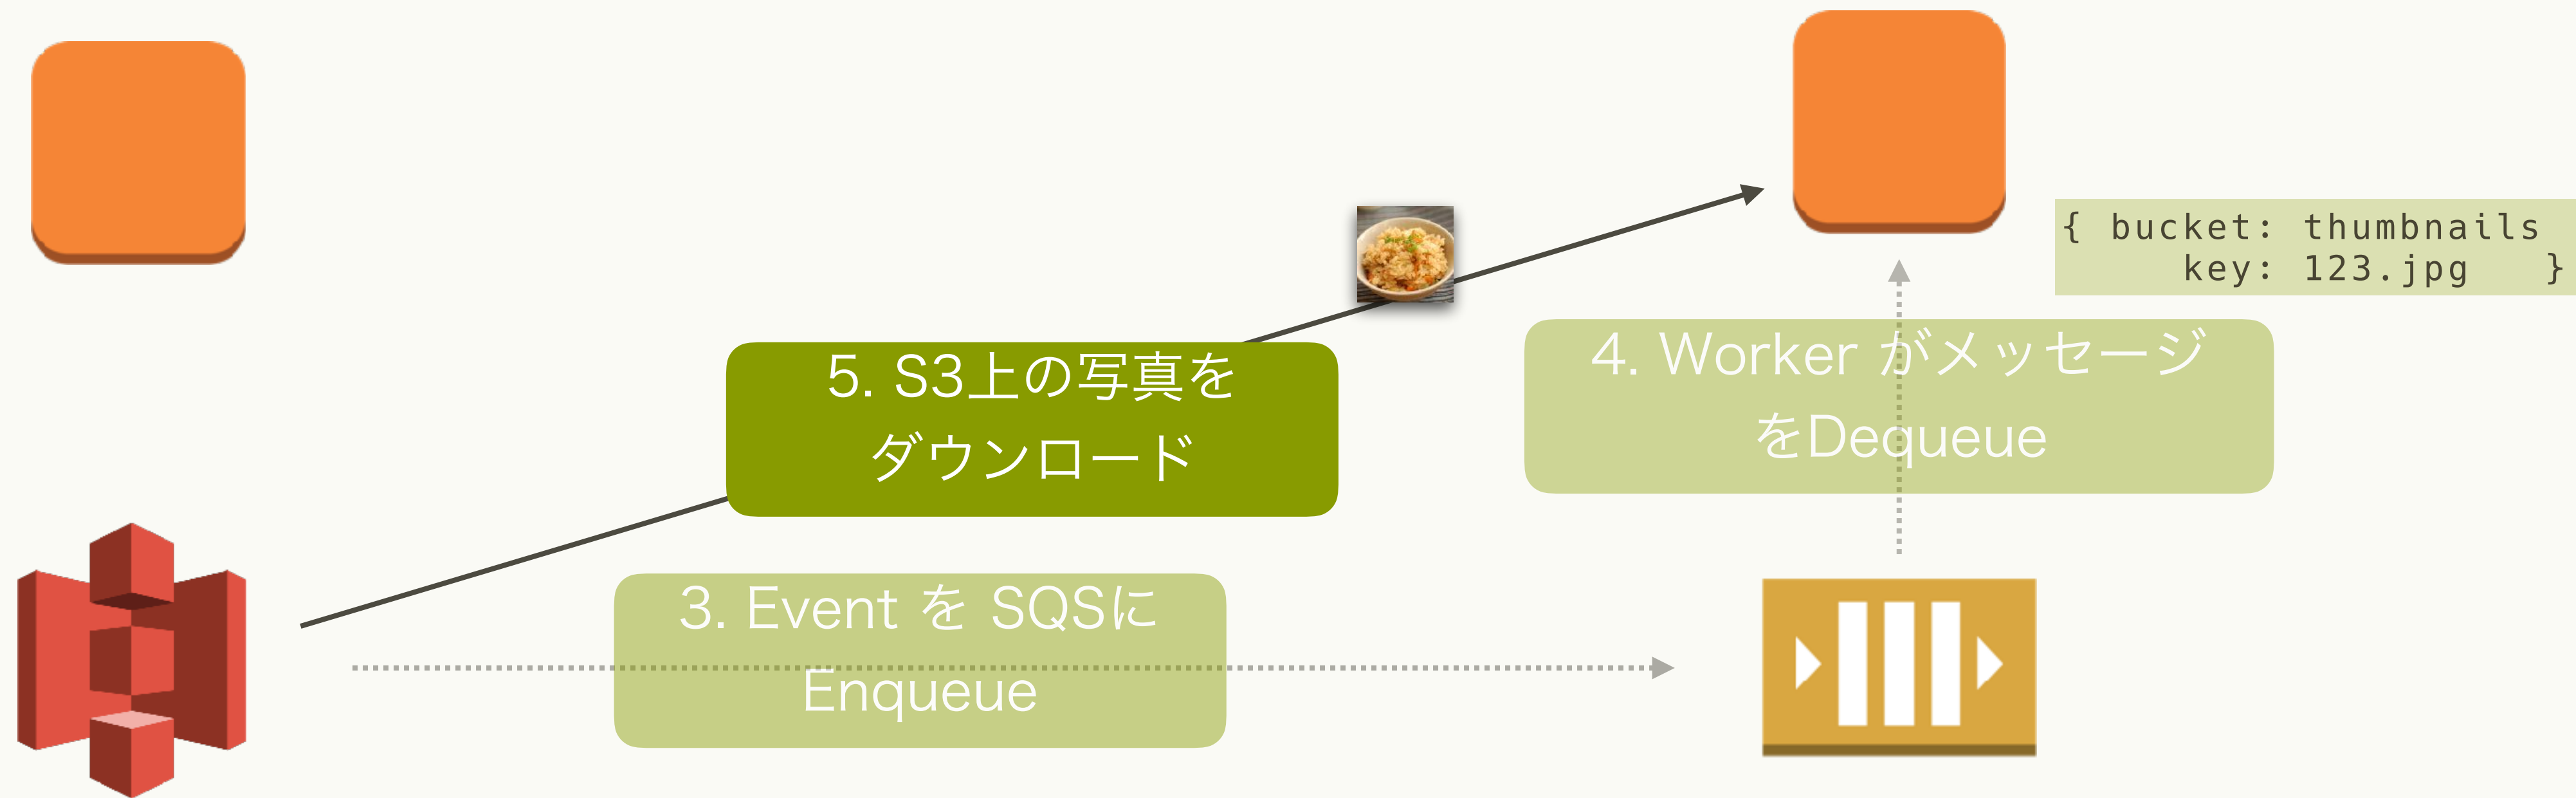 { bucket: thumbnails
key: 123.jpg }
5. S3上の写真を
ダウンロード
4. Worker がメッセージ
をDequeue
3. Event を SQSに
Enqueue